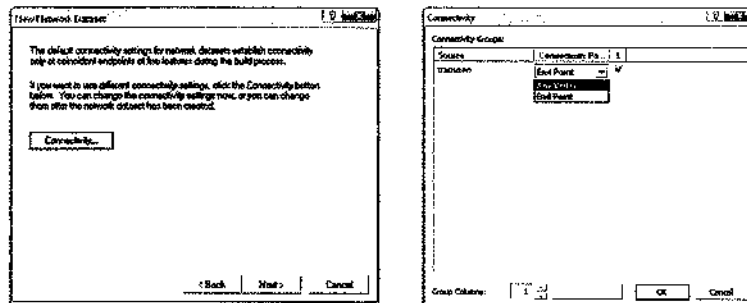 New Network Dataset
The default connectivity settings for network datasets establish connectivity
only at coincident endpoints of line features during the build process.
If you want to use different connectivity settings, click the Connectivity button
below. You can change the connectivity settings now, or you can change
them after the network dataset has been created.
Connectivity...
< Back
Next >
Cancel
Connectivity
Connectivity Groups:
Source
Connectivity Po...
1
End Point
Any Vertex
End Point
Group Columns:
1
OK
Cancel